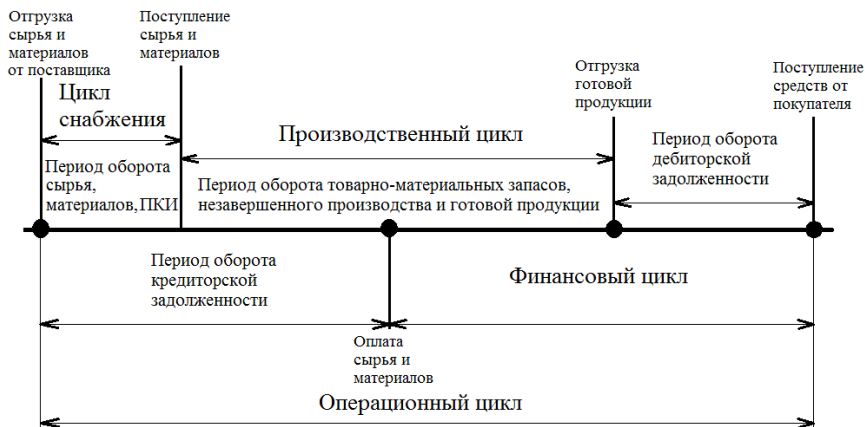 Отгрузка
сырья и
материалов
от поставщика
Поступление
сырья и
материалов
Отгрузка
готовой
продукции
Поступление
средств от
покупателя
Цикл
снабжения
Производственный цикл
Период оборота
дебиторской
задолженности
Период оборота
сырья,
материалов, ПКИ
Период оборота товарно-материальных запасов,
незавершенного производства и готовой продукции
Период оборота
кредиторской
задолженности
Финансовый цикл
Оплата
сырья и
материалов
Операционный цикл